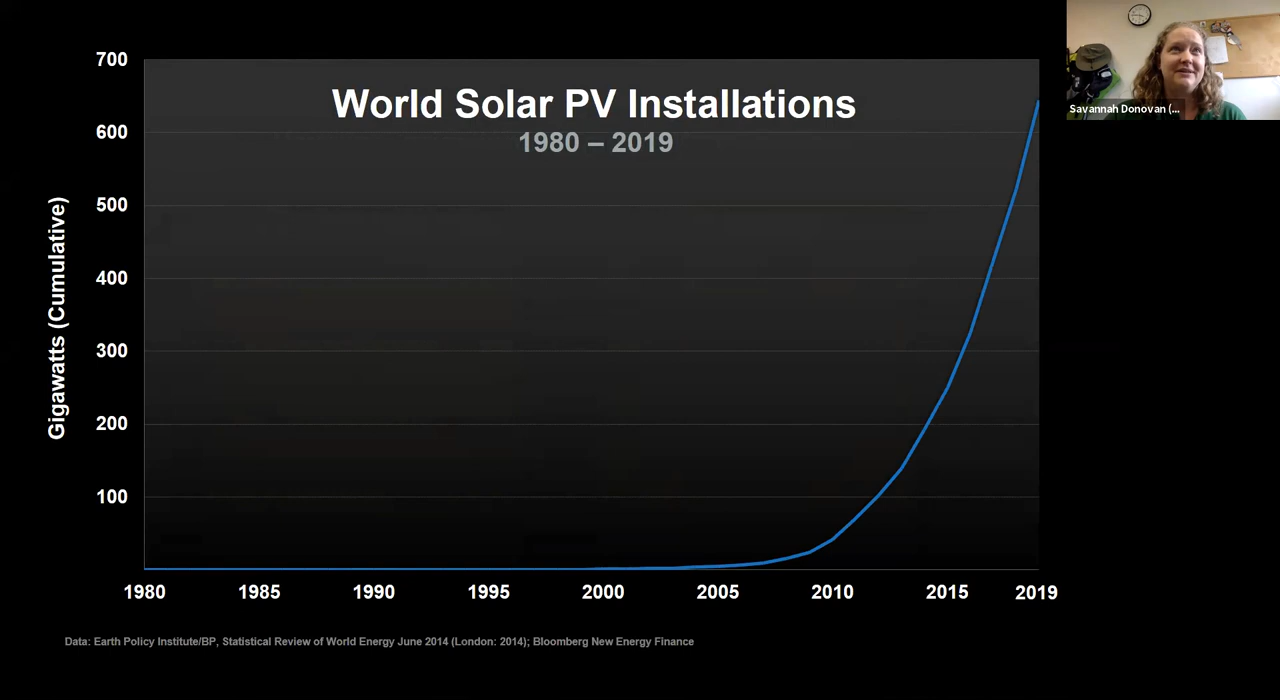 World Solar PV Installations
1980 – 2019
Gigawatts (Cumulative)
700
600
500
400
300
200
100
1980 1985 1990 1995 2000 2005 2010 2015 2019
Data: Earth Policy Institute/BP, Statistical Review of World Energy June 2014 (London: 2014); Bloomberg New Energy Finance
Savannah Donovan (...